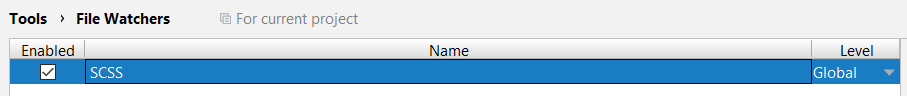 Tools › File Watchers For current project
Enabled Name Level
SCSS Global